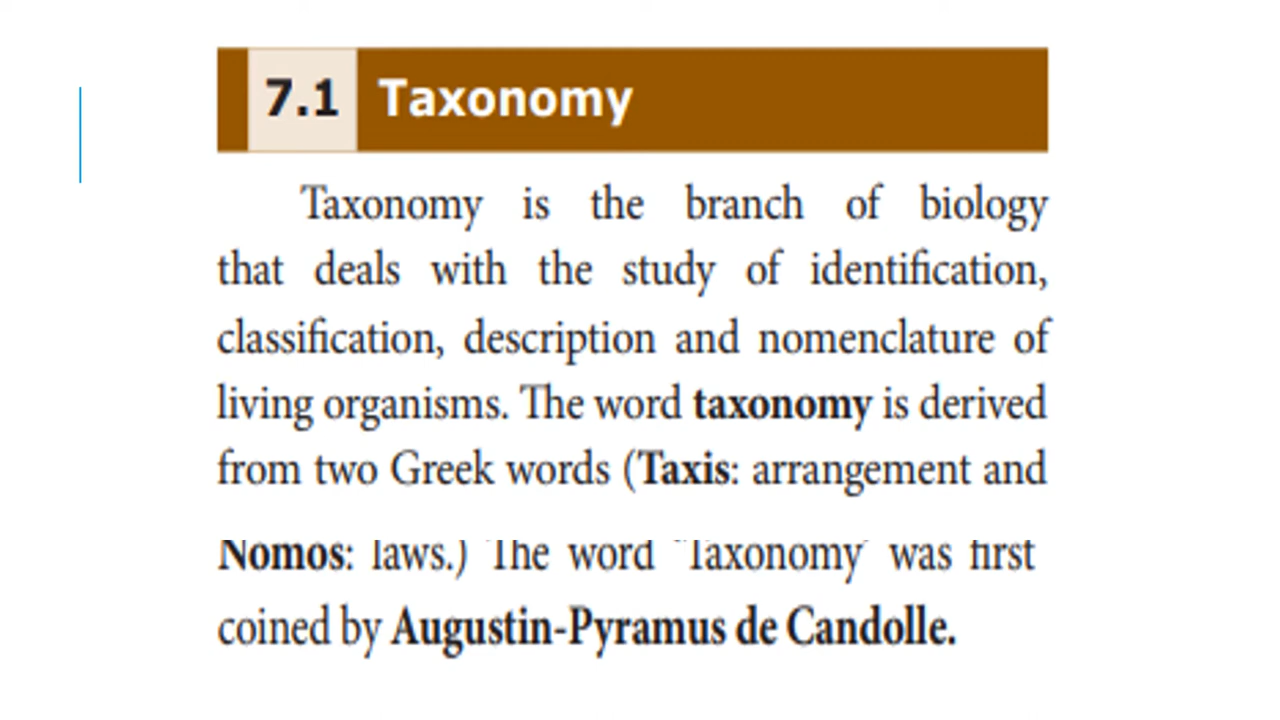 7.1 Taxonomy
Taxonomy is the branch of biology
that deals with the study of identification,
classification, description and nomenclature of
living organisms. The word taxonomy is derived
from two Greek words (Taxis: arrangement and
Nomos: laws.) The word ‘Taxonomy’ was first
coined by Augustin-Pyramus de Candolle.